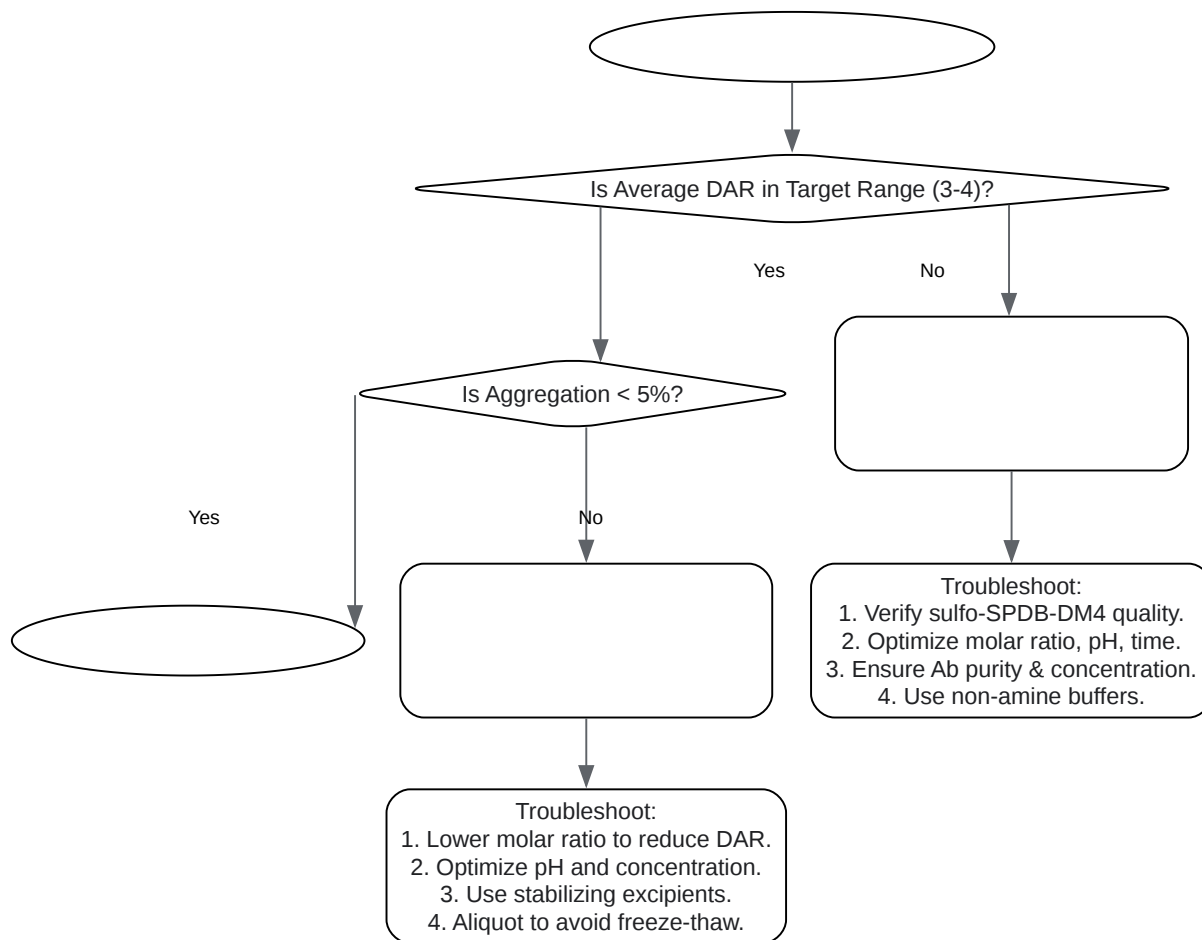 Is Average DAR in Target Range (3-4)?
Yes
No
Is Aggregation < 5%?
Yes
No
Troubleshoot:
1. Verify sulfo-SPDB-DM4 quality.
2. Optimize molar ratio, pH, time.
3. Ensure Ab purity & concentration.
4. Use non-amine buffers.
Troubleshoot:
1. Lower molar ratio to reduce DAR.
2. Optimize pH and concentration.
3. Use stabilizing excipients.
4. Aliquot to avoid freeze-thaw.